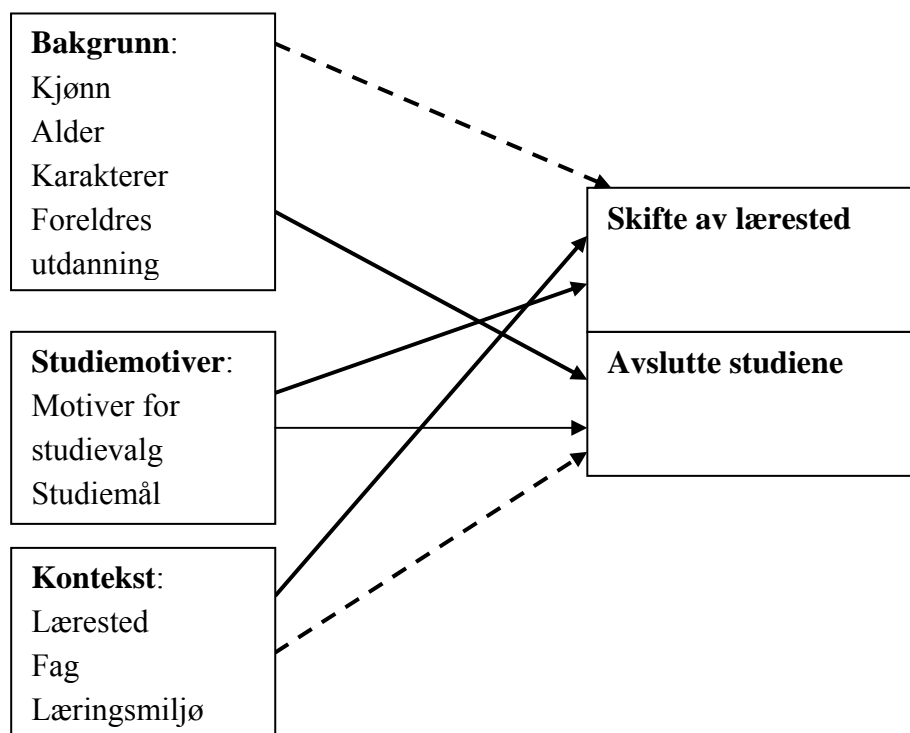 Bakgrunn:
Kjønn
Alder
Karakterer
Foreldres
utdanning
Skifte av lærested
Studiemotiver:
Motiver for
studievalg
Studiemål
Avslutte studiene
Kontekst:
Lærested
Fag
Læringsmiljø